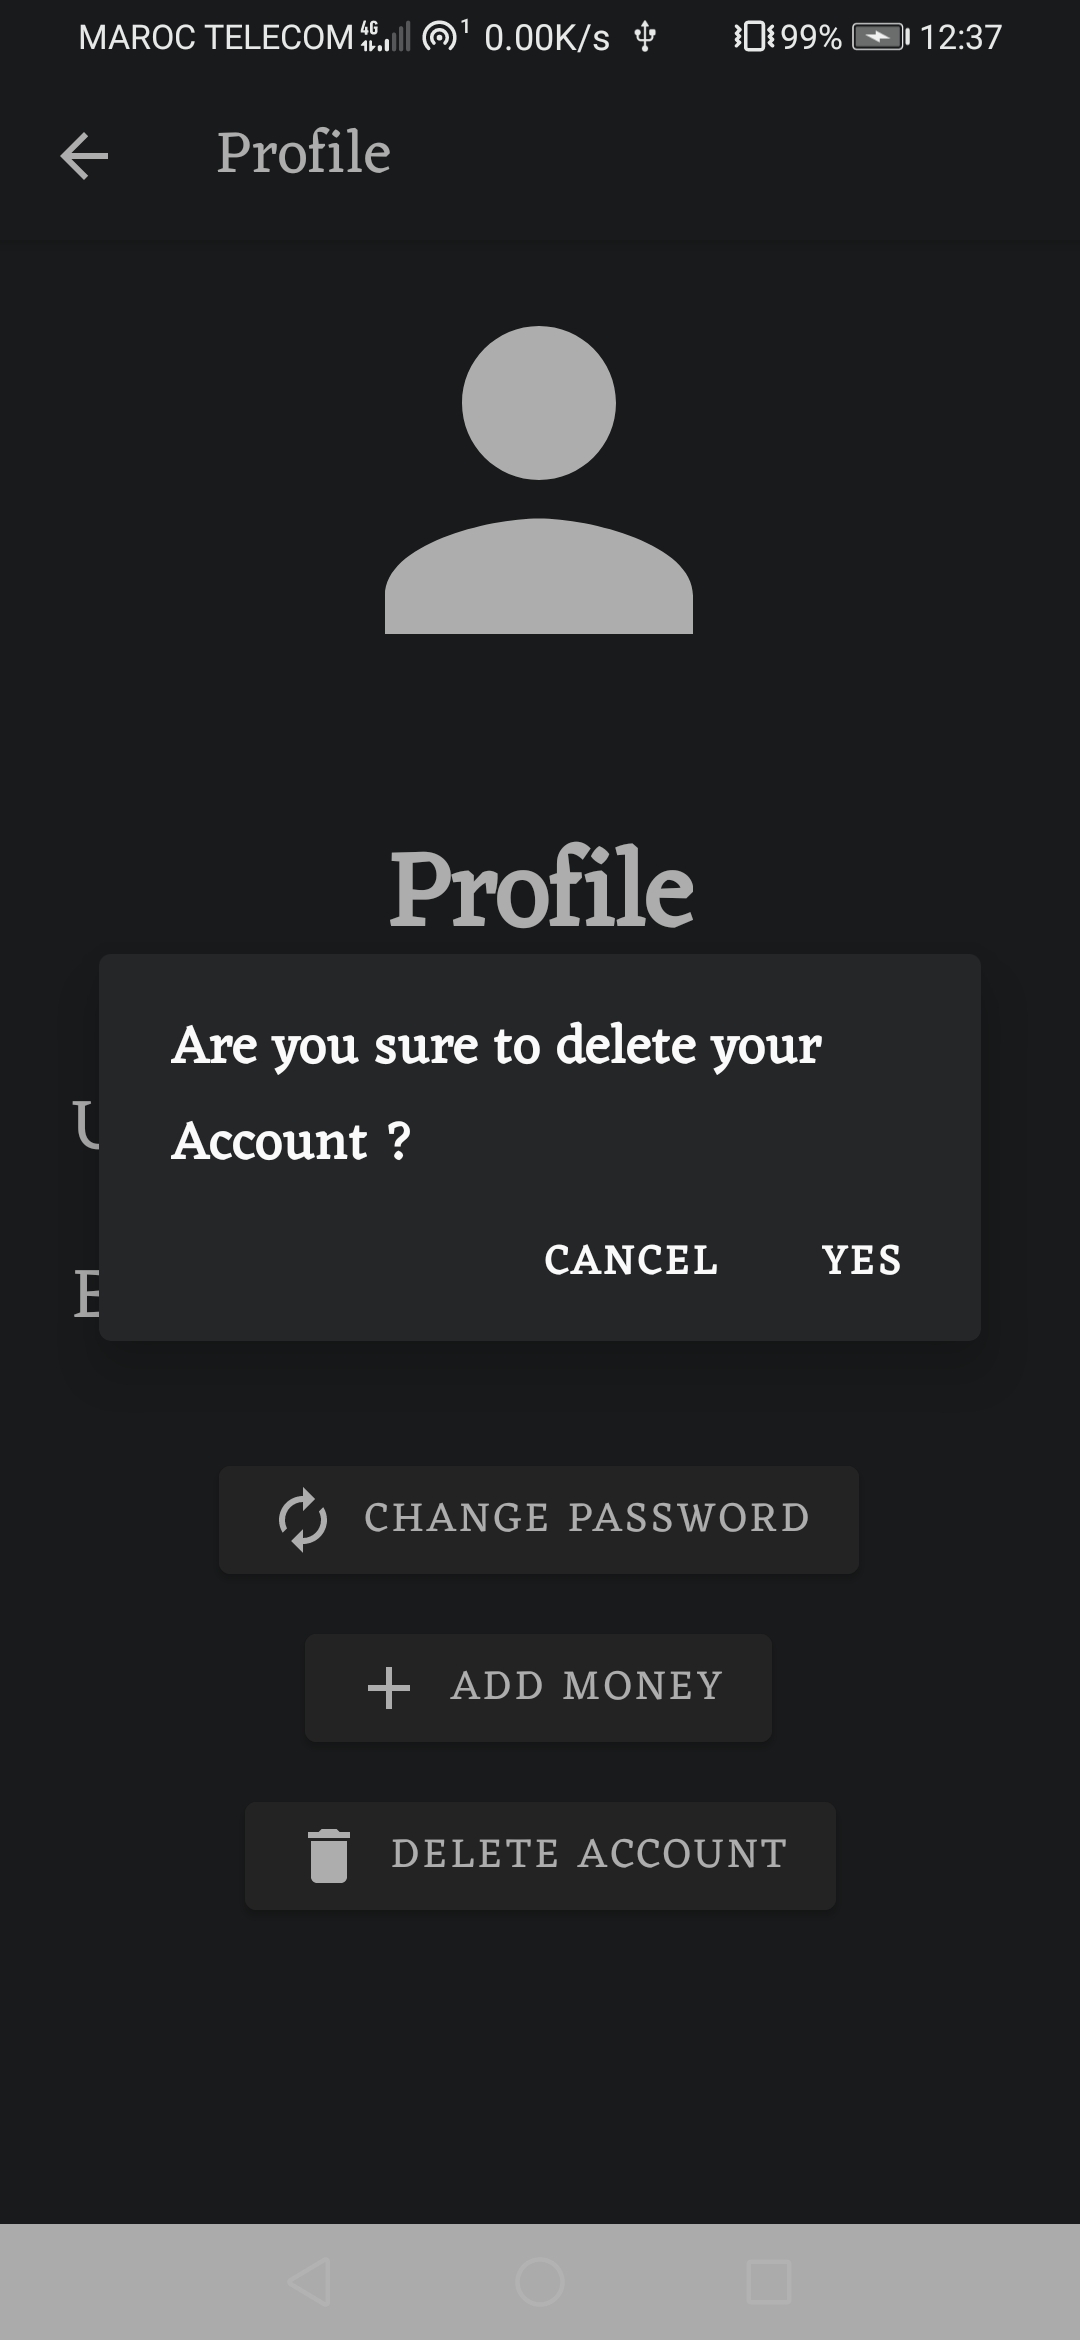 MAROC TELECOM 4G 1 0.00K/s 99% 12:37
Profile
Profile
Are you sure to delete your
Account ?
CANCEL YES
CHANGE PASSWORD
ADD MONEY
DELETE ACCOUNT